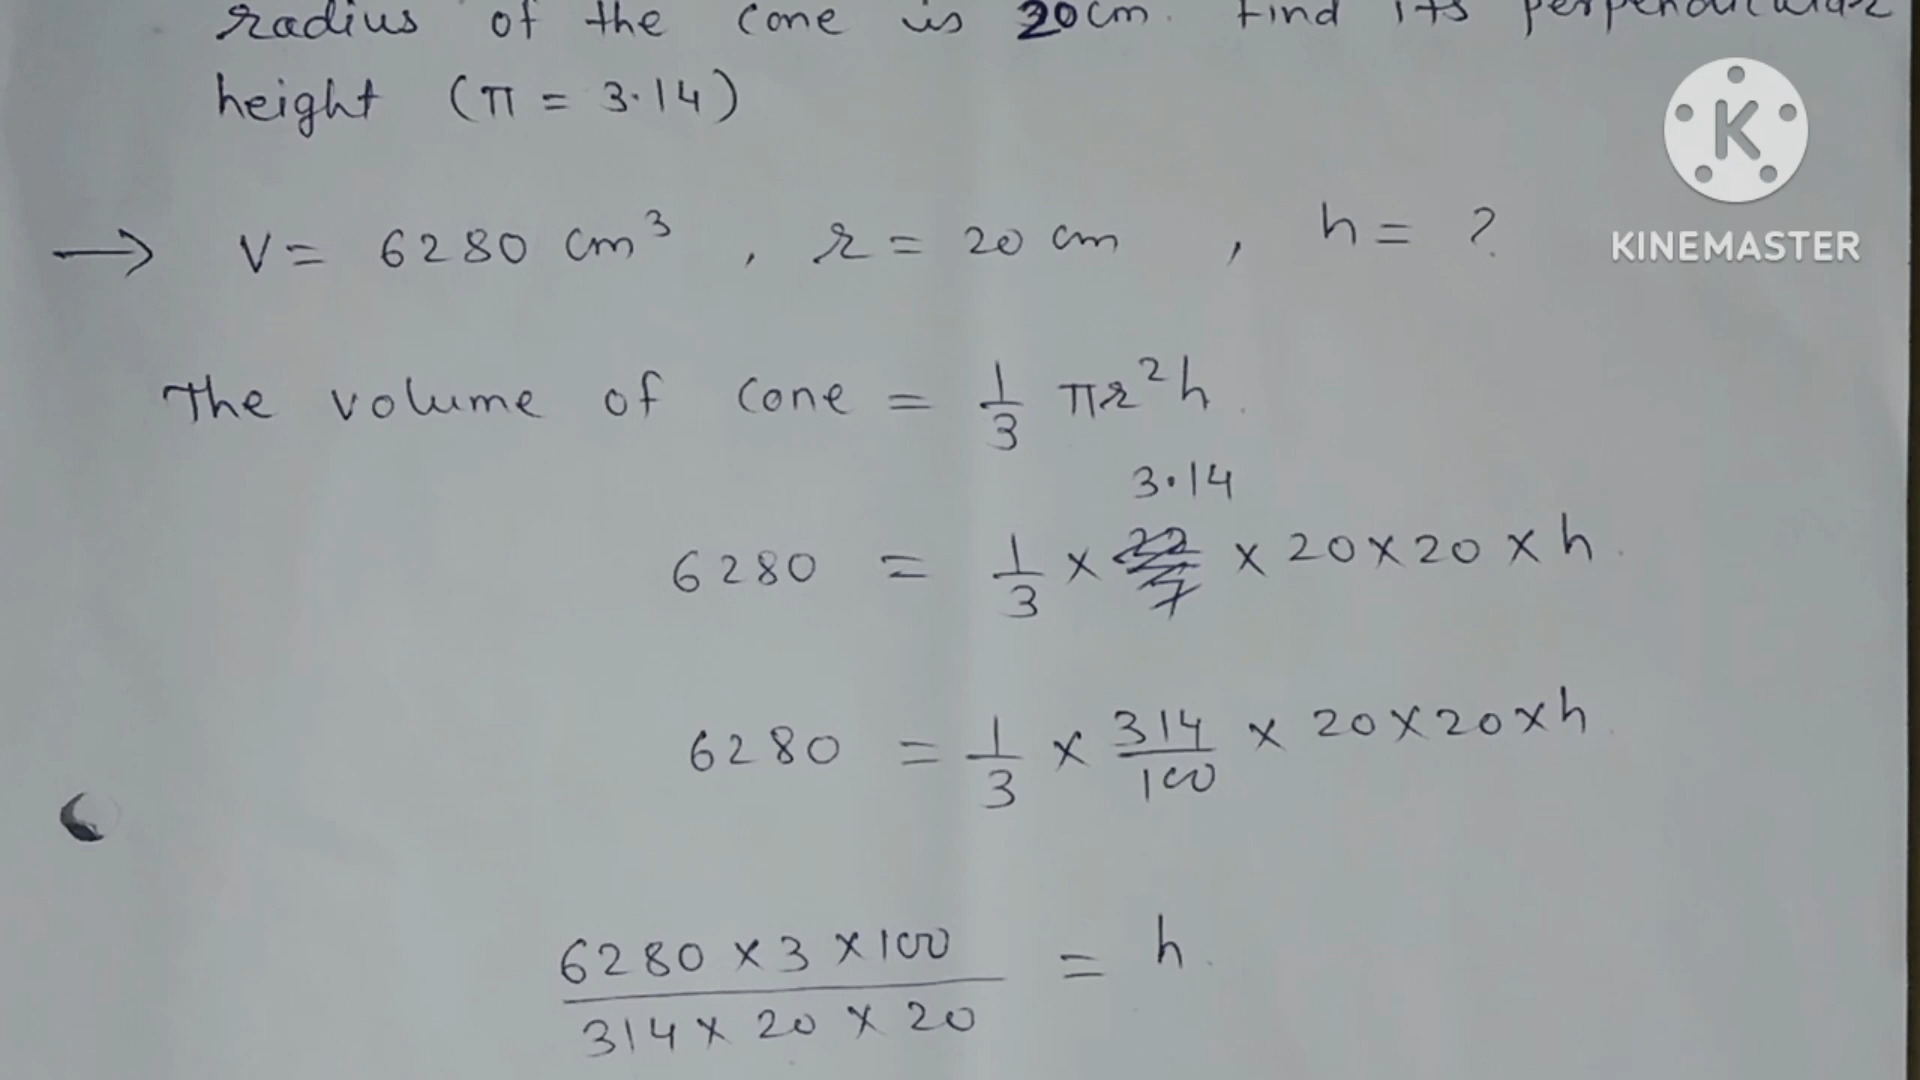 radius of the cone is 20cm. Find its perpendicular
height (π = 3.14)
K
KINEMASTER
→ V = 6280 cm³, r = 20 cm, h = ?
The volume of cone = 1/3 πr²h.
3.14
6280 = 1/3 × 22/7 × 20×20 × h.
6280 = 1/3 × 314/100 × 20×20×h.
6280 × 3 × 100 / 314 × 20 × 20 = h.